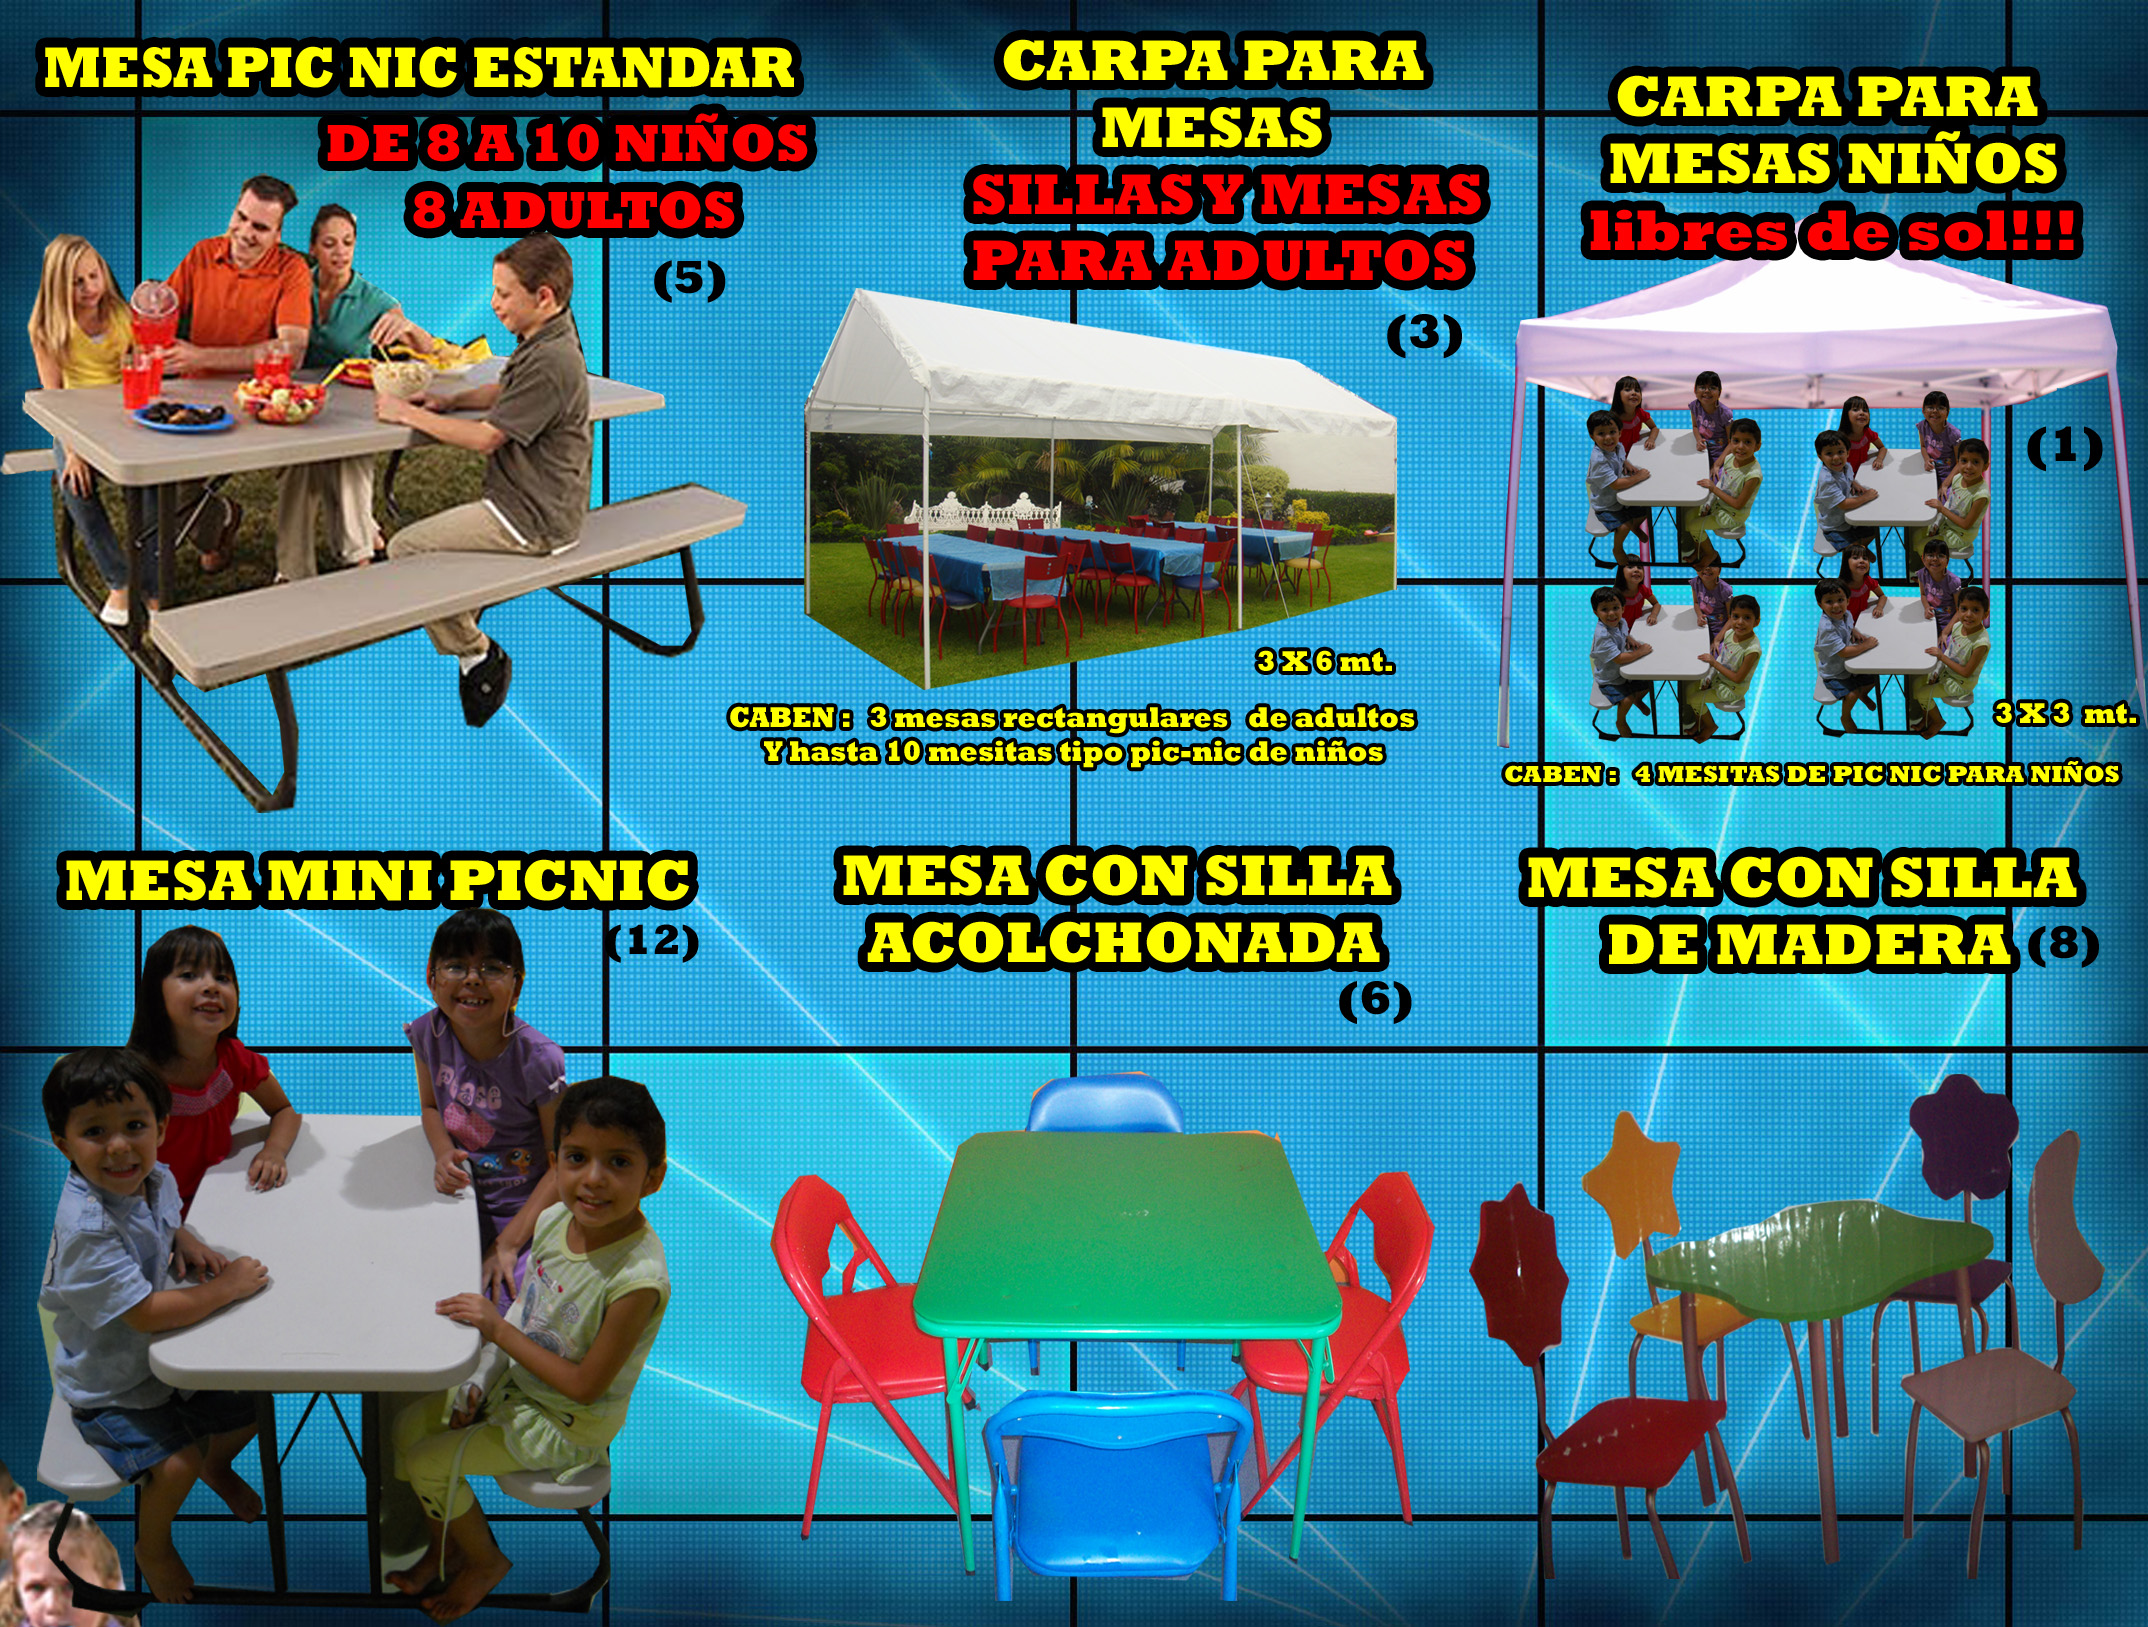 MESA PIC NIC ESTANDAR
DE 8 A 10 NIÑOS
8 ADULTOS
(5)
CARPA PARA
MESAS
SILLAS Y MESAS
PARA ADULTOS
(3)
3 X 6 mt.
CABEN : 3 mesas rectangulares de adultos
Y hasta 10 mesitas tipo pic-nic de niños
CARPA PARA
MESAS NIÑOS
libres de sol!!!
(1)
3 X 3 mt.
CABEN : 4 MESITAS DE PIC NIC PARA NIÑOS
MESA MINI PICNIC
(12)
MESA CON SILLA
ACOLCHONADA
(6)
MESA CON SILLA
DE MADERA (8)